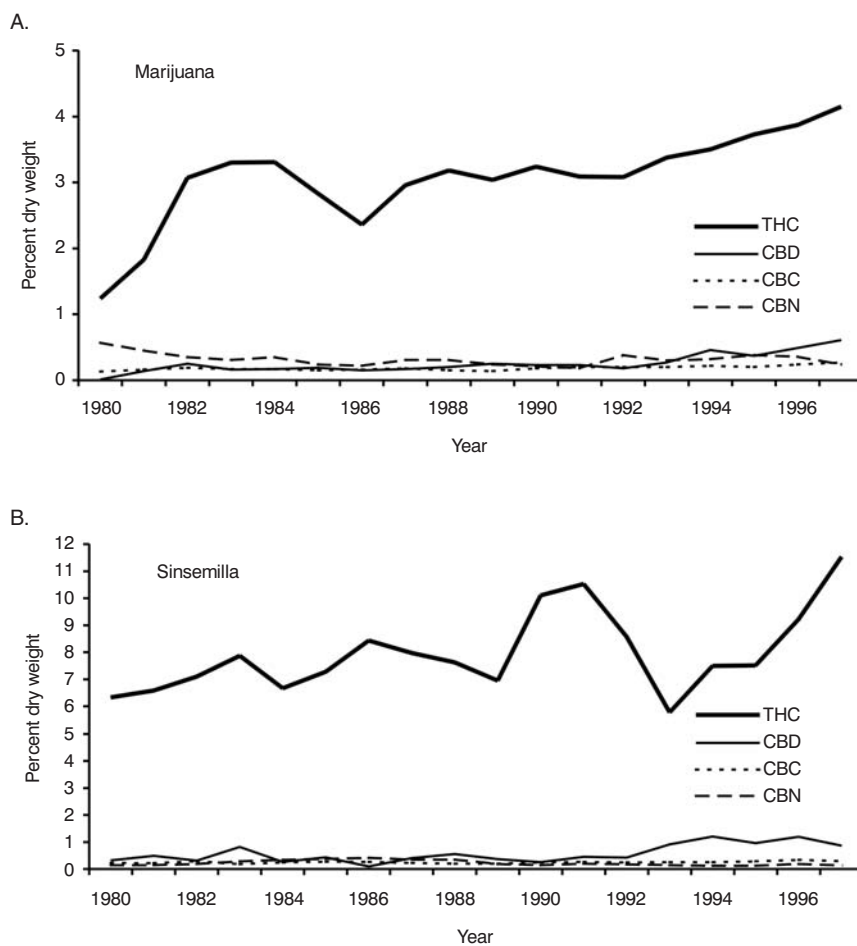 A.
5
Marijuana
4
3
Percent dry weight
2
THC
CBD
CBC
CBN
1
0
1980 1982 1984 1986 1988 1990 1992 1994 1996
Year
B.
12
11
Sinsemilla
10
9
8
7
Percent dry weight
6
THC
5
CBD
4
CBC
CBN
3
2
1
0
1980 1982 1984 1986 1988 1990 1992 1994 1996
Year